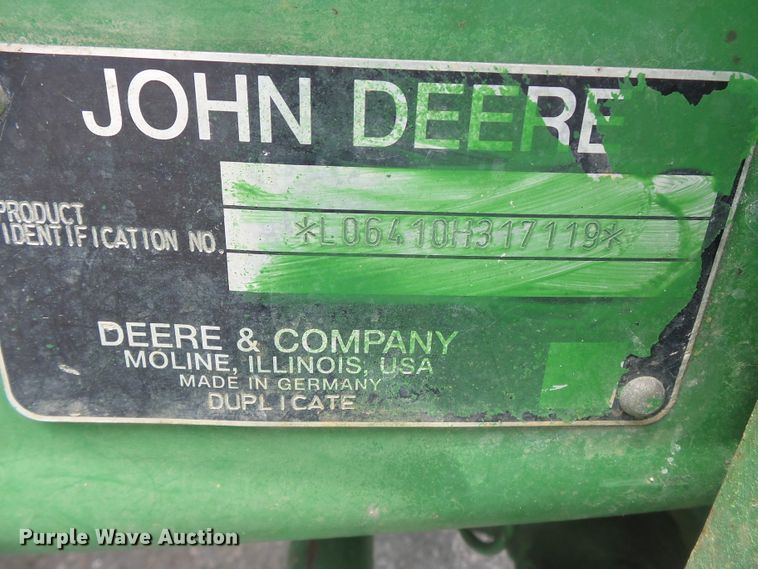 JOHN DEERE
PRODUCT
IDENTIFICATION NO.
*L06410H317119*
DEERE & COMPANY
MOLINE, ILLINOIS, USA
MADE IN GERMANY
DUPLICATE
Purple Wave Auction®